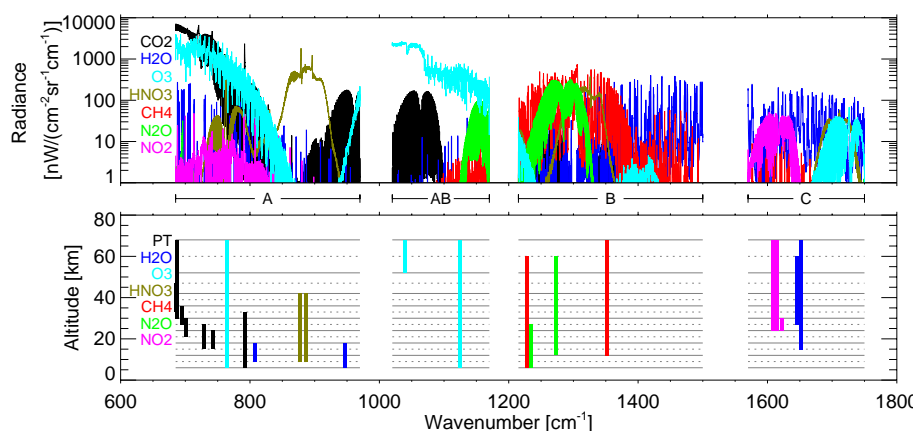 Radiance
[nW/(cm⁻²sr⁻¹cm⁻¹)]
10000
1000
100
10
1
CO2
H2O
O3
HNO3
CH4
N2O
NO2
A
AB
B
C
Altitude [km]
80
60
40
20
0
PT
H2O
O3
HNO3
CH4
N2O
NO2
600
800
1000
1200
1400
1600
1800
Wavenumber [cm⁻¹]